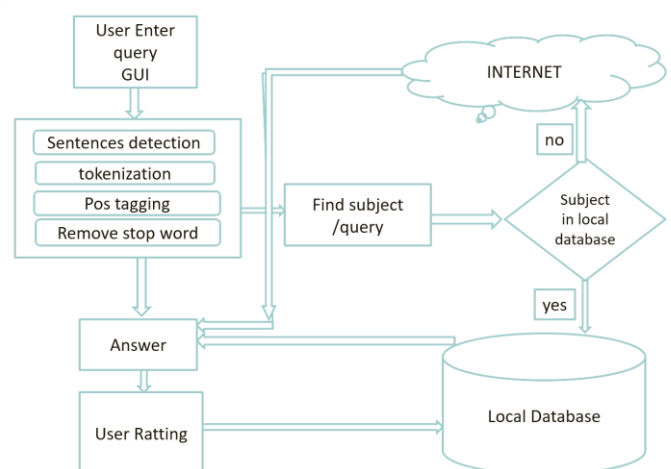 User Enter
query
GUI
Sentences detection
tokenization
Pos tagging
Remove stop word
Find subject
/query
INTERNET
no
Subject
in local
database
yes
Answer
User Ratting
Local Database